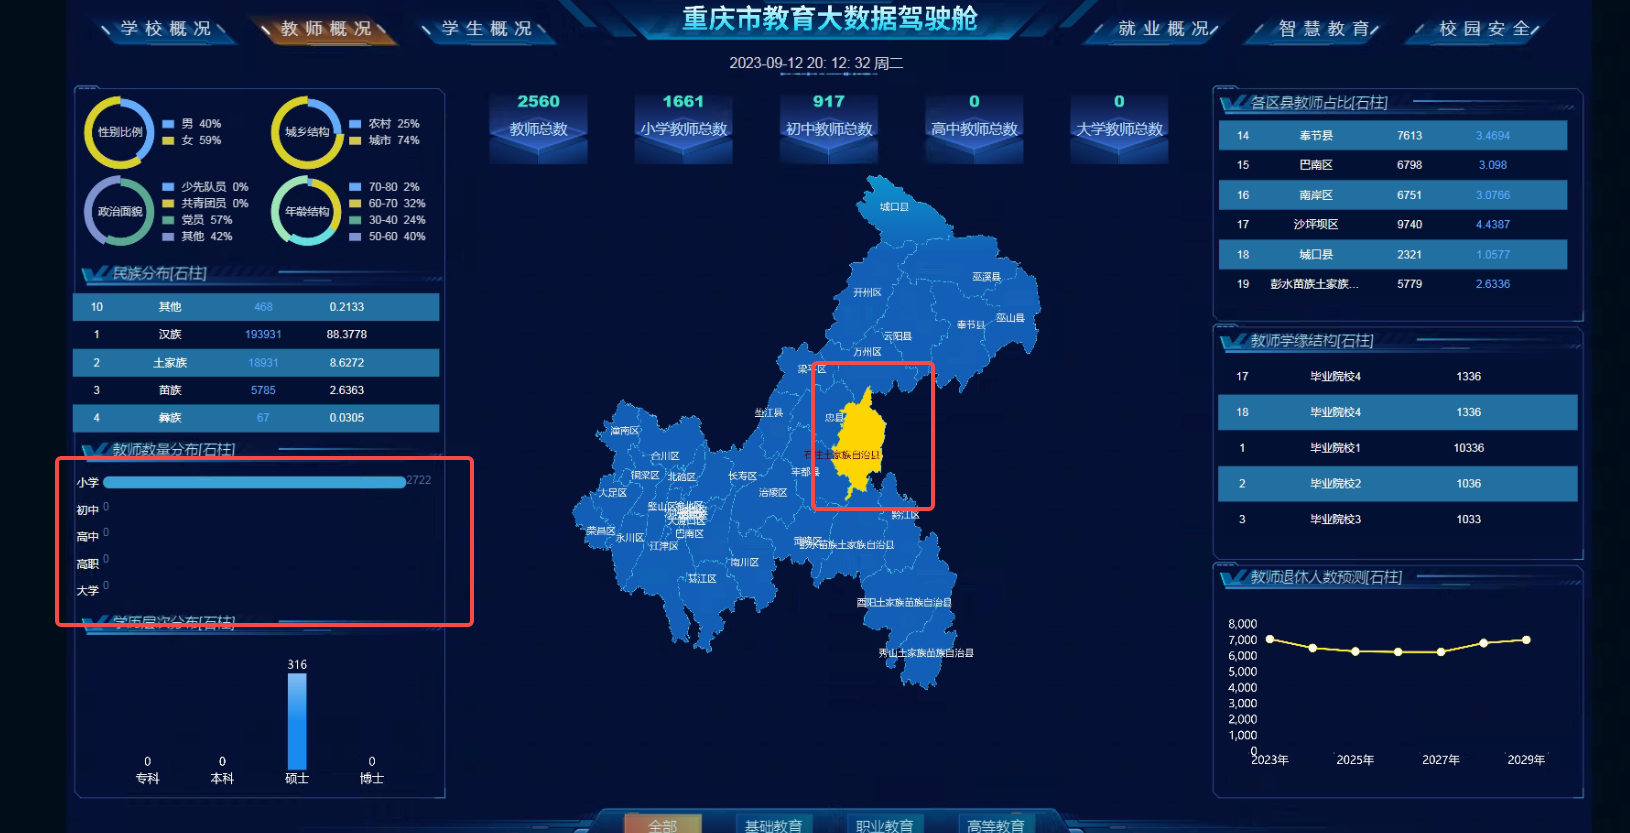 重庆市教育大数据驾驶舱
学校概况
教师概况
学生概况
就业概况
智慧教育
校园安全
2023-09-12 20: 12: 32 周二
性别比例
男 40%
女 59%
城乡结构
农村 25%
城市 74%
政治面貌
少先队员 0%
共青团员 0%
党员 57%
其他 42%
年龄结构
70-80 2%
60-70 32%
30-40 24%
50-60 40%
民族分布[石柱]
10 其他 468 0.2133
1 汉族 193931 88.3778
2 土家族 18931 8.6272
3 苗族 5785 2.6363
4 彝族 67 0.0305
教师数量分布[石柱]
小学 2722
初中 0
高中 0
高职 0
大学 0
学历层次分布[石柱]
316
0 0 0
专科 本科 硕士 博士
2560 1661 917 0 0
教师总数 小学教师总数 初中教师总数 高中教师总数 大学教师总数
城口县
巫溪县
开州区
巫山县
奉节县
云阳县
万州区
梁平区
垫江县
忠县
潼南区
石柱土家族自治县
合川区
丰都县
铜梁区
北碚区
长寿区
大足区
涪陵区
璧山区
渝北区
大渡口区
黔江区
荣昌区
巴南区
永川区
江津区
武隆区
彭水苗族土家族自治县
南川区
綦江区
酉阳土家族苗族自治县
秀山土家族苗族自治县
全部
基础教育
职业教育
高等教育
各区县教师占比[石柱]
14 奉节县 7613 3.4694
15 巴南区 6798 3.098
16 南岸区 6751 3.0766
17 沙坪坝区 9740 4.4387
18 城口县 2321 1.0577
19 彭水苗族土家族... 5779 2.6336
教师学缘结构[石柱]
17 毕业院校4 1336
18 毕业院校4 1336
1 毕业院校1 10336
2 毕业院校2 1036
3 毕业院校3 1033
教师退休人数预测[石柱]
8,000
7,000
6,000
5,000
4,000
3,000
2,000
1,000
0
2023年 2025年 2027年 2029年